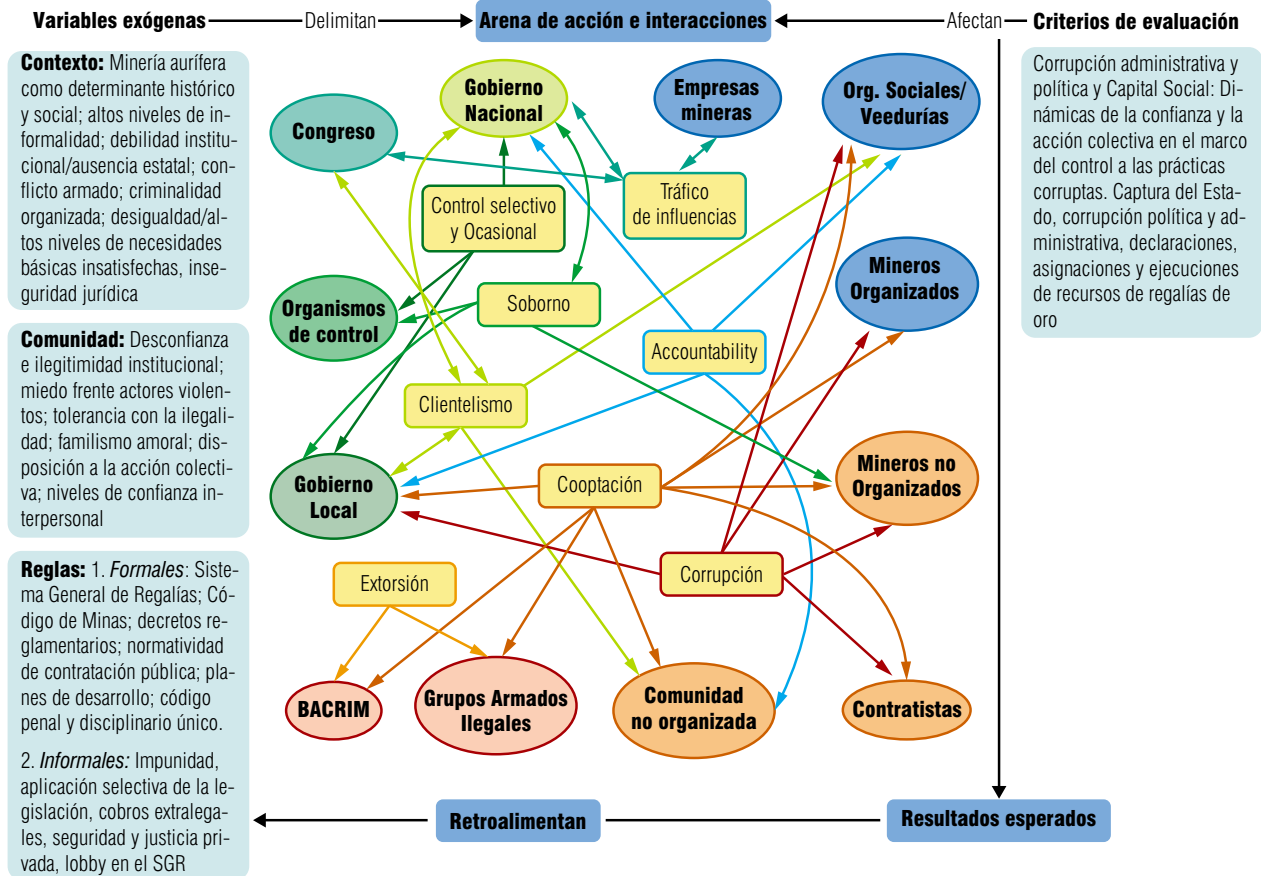 Variables exógenas
Delimitan
Arena de acción e interacciones
Afectan
Criterios de evaluación
Contexto: Minería aurífera
como determinante histórico
y social; altos niveles de in-
formalidad; debilidad institu-
cional/ausencia estatal; con-
flicto armado; criminalidad
organizada; desigualdad/al-
tos niveles de necesidades
básicas insatisfechas, inse-
guridad jurídica
Comunidad: Desconfianza
e ilegitimidad institucional;
miedo frente actores violen-
tos; tolerancia con la ilegali-
dad; familismo amoral; dis-
posición a la acción colecti-
va; niveles de confianza in-
terpersonal
Reglas: 1. Formales: Siste-
ma General de Regalías; Có-
digo de Minas; decretos re-
glamentarios; normatividad
de contratación pública; pla-
nes de desarrollo; código
penal y disciplinario único.
2. Informales: Impunidad,
aplicación selectiva de la le-
gislación, cobros extralega-
les, seguridad y justicia pri-
vada, lobby en el SGR
Congreso
Gobierno
Nacional
Empresas
mineras
Org. Sociales/
Veedurías
Control selectivo
y Ocasional
Tráfico
de influencias
Mineros
Organizados
Organismos
de control
Soborno
Accountability
Clientelismo
Gobierno
Local
Cooptación
Mineros no
Organizados
Extorsión
Corrupción
BACRIM
Grupos Armados
Ilegales
Comunidad
no organizada
Contratistas
Retroalimentan
Resultados esperados
Corrupción administrativa y
política y Capital Social: Di-
námicas de la confianza y la
acción colectiva en el marco
del control a las prácticas
corruptas. Captura del Esta-
do, corrupción política y ad-
ministrativa, declaraciones,
asignaciones y ejecuciones
de recursos de regalías de
oro